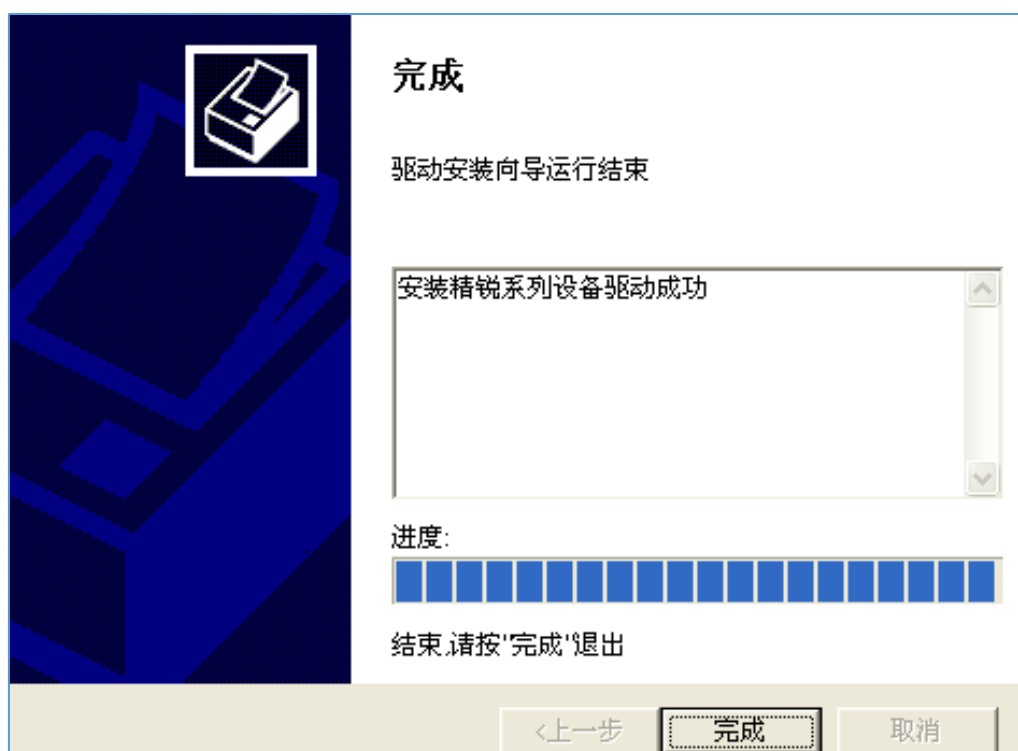 完成
驱动安装向导运行结束
安装精锐系列设备驱动成功
进度:
结束,请按'完成'退出
<上一步
完成
取消